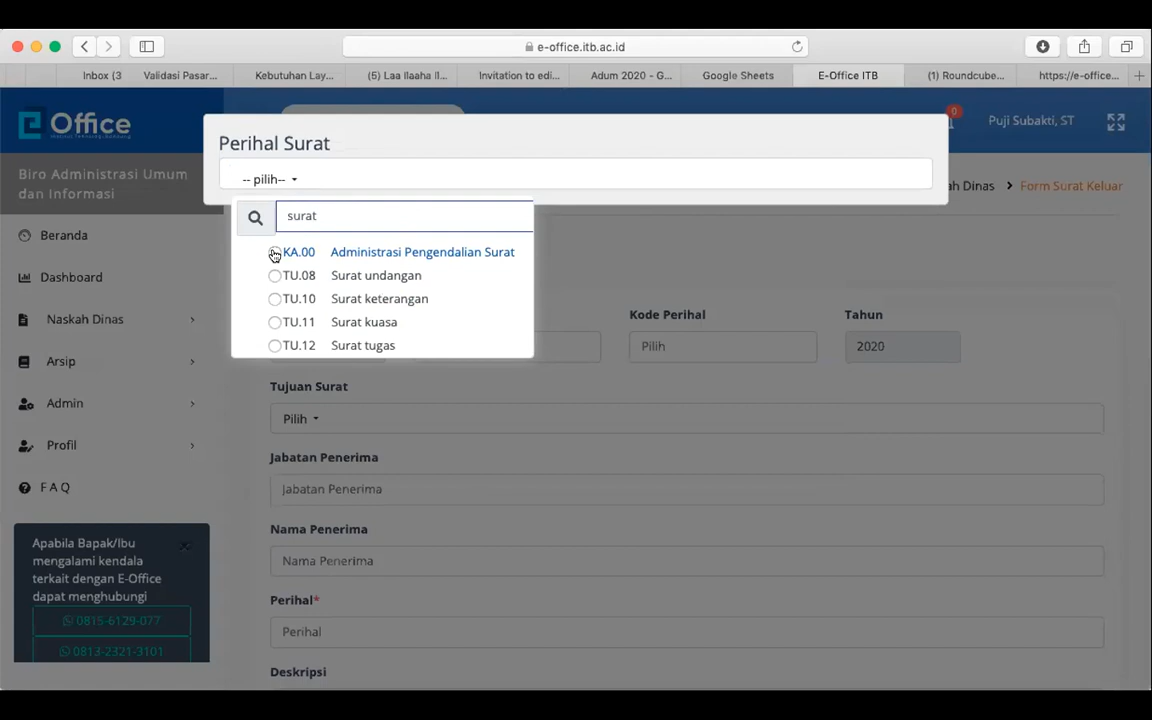 e-office.itb.ac.id
Inbox (3
Validasi Pasar...
Kebutuhan Lay...
(5) Laa Ilaaha Il...
Invitation to edi...
Adum 2020 - G...
Google Sheets
E-Office ITB
(1) Roundcube...
https://e-office...
Office
0
Puji Subakti, ST
Biro Administrasi Umum
dan Informasi
Perihal Surat
-- pilih--
ah Dinas
Form Surat Keluar
surat
KA.00 Administrasi Pengendalian Surat
TU.08 Surat undangan
TU.10 Surat keterangan
TU.11 Surat kuasa
TU.12 Surat tugas
Beranda
Dashboard
Naskah Dinas
Arsip
Admin
Profil
F A Q
Apabila Bapak/Ibu
mengalami kendala
terkait dengan E-Office
dapat menghubungi
0815-6129-077
0813-2321-3101
Kode Perihal
Tahun
Pilih
2020
Tujuan Surat
Pilih
Jabatan Penerima
Jabatan Penerima
Nama Penerima
Nama Penerima
Perihal*
Perihal
Deskripsi